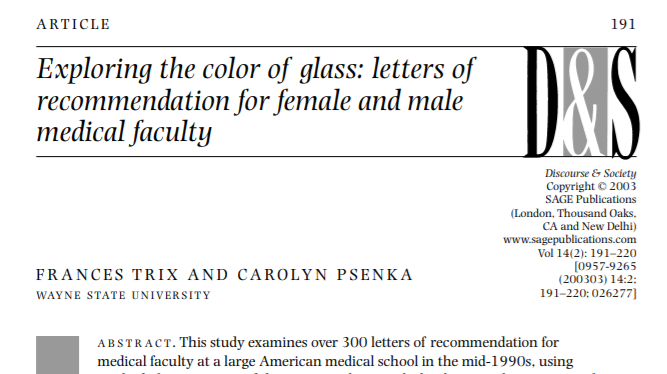 ARTICLE 191
Exploring the color of glass: letters of
recommendation for female and male
medical faculty
D&S
Discourse & Society
Copyright © 2003
SAGE Publications
(London, Thousand Oaks,
CA and New Delhi)
www.sagepublications.com
Vol 14(2): 191–220
[0957-9265
(200303) 14:2;
191–220; 026277]
FRANCES TRIX AND CAROLYN PSENKA
WAYNE STATE UNIVERSITY
ABSTRACT. This study examines over 300 letters of recommendation for
medical faculty at a large American medical school in the mid-1990s, using